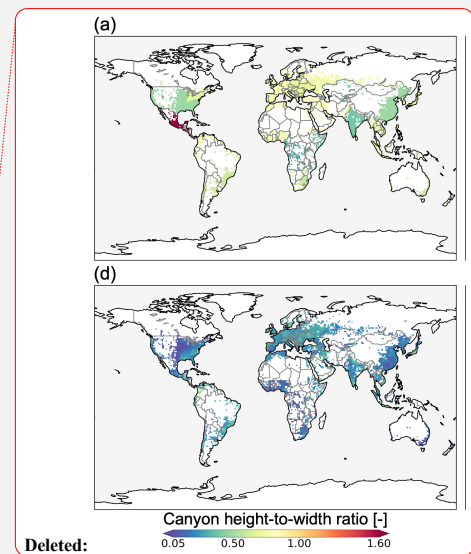 (a)
(d)
Canyon height-to-width ratio [-]
Deleted:
0.05 0.50 1.00 1.60